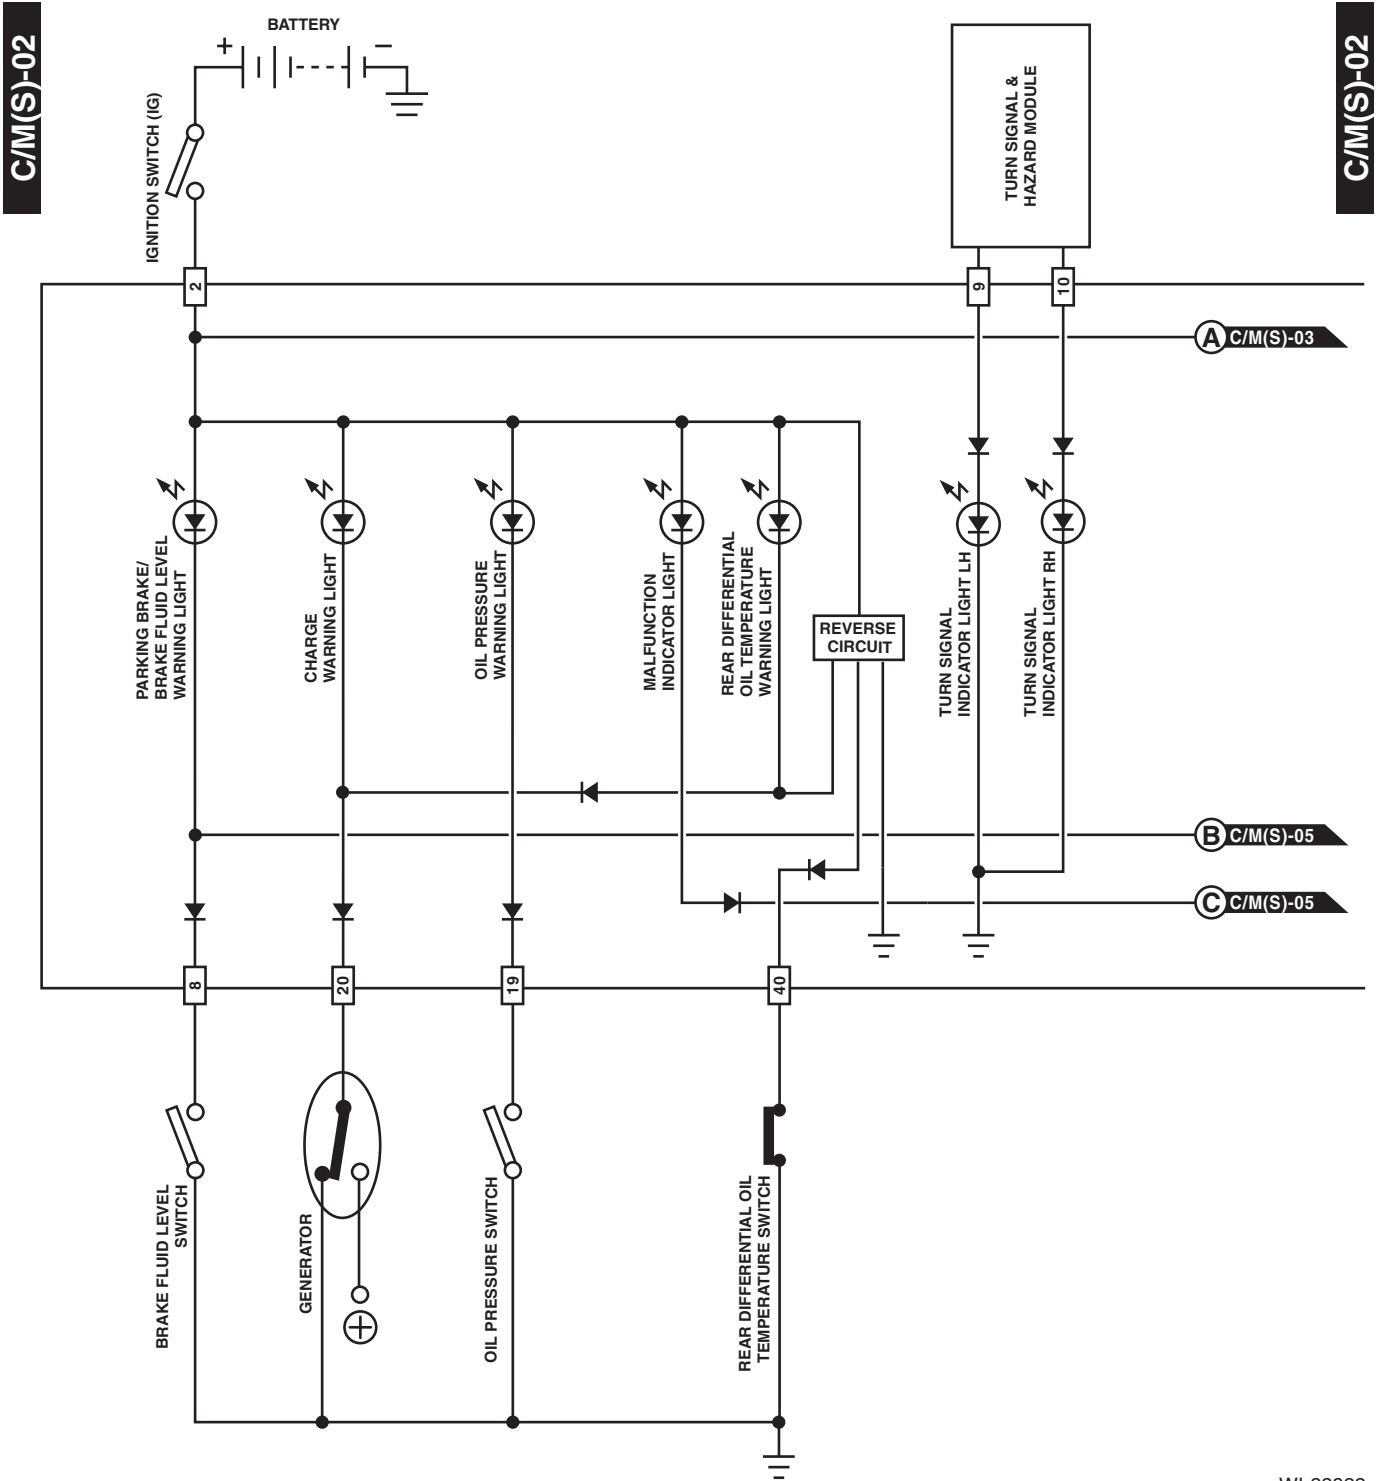 C/M(S)-02
C/M(S)-02
BATTERY
+
−
IGNITION SWITCH (IG)
TURN SIGNAL &
HAZARD MODULE
2
9
10
A C/M(S)-03
PARKING BRAKE/
BRAKE FLUID LEVEL
WARNING LIGHT
CHARGE
WARNING LIGHT
OIL PRESSURE
WARNING LIGHT
MALFUNCTION
INDICATOR LIGHT
REAR DIFFERENTIAL
OIL TEMPERATURE
WARNING LIGHT
REVERSE
CIRCUIT
TURN SIGNAL
INDICATOR LIGHT LH
TURN SIGNAL
INDICATOR LIGHT RH
B C/M(S)-05
C C/M(S)-05
8
20
19
40
BRAKE FLUID LEVEL
SWITCH
GENERATOR
+
OIL PRESSURE SWITCH
REAR DIFFERENTIAL OIL
TEMPERATURE SWITCH